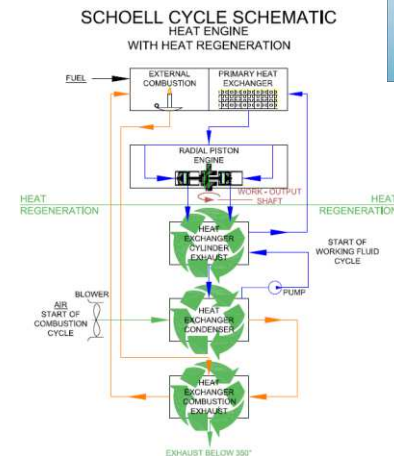 SCHOELL CYCLE SCHEMATIC
HEAT ENGINE
WITH HEAT REGENERATION
FUEL
EXTERNAL
COMBUSTION
PRIMARY HEAT
EXCHANGER
RADIAL PISTON
ENGINE
WORK - OUTPUT
SHAFT
HEAT
REGENERATION
HEAT
REGENERATION
HEAT
EXCHANGER
CYLINDER
EXHAUST
START OF
WORKING FLUID
CYCLE
PUMP
BLOWER
AIR
START OF
COMBUSTION
CYCLE
HEAT
EXCHANGER
CONDENSER
HEAT
EXCHANGER
COMBUSTION
EXHAUST
EXHAUST BELOW 350°